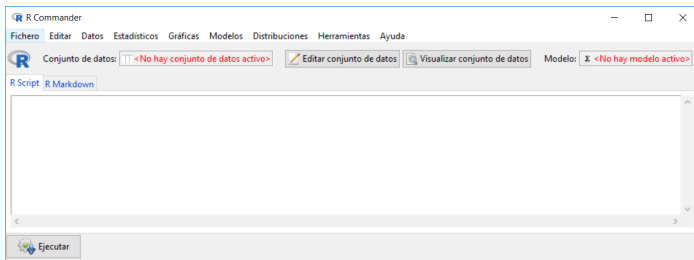 R Commander
Fichero Editar Datos Estadísticos Gráficas Modelos Distribuciones Herramientas Ayuda
R Conjunto de datos: <No hay conjunto de datos activo> Editar conjunto de datos Visualizar conjunto de datos Modelo: Σ <No hay modelo activo>
R Script R Markdown
Ejecutar